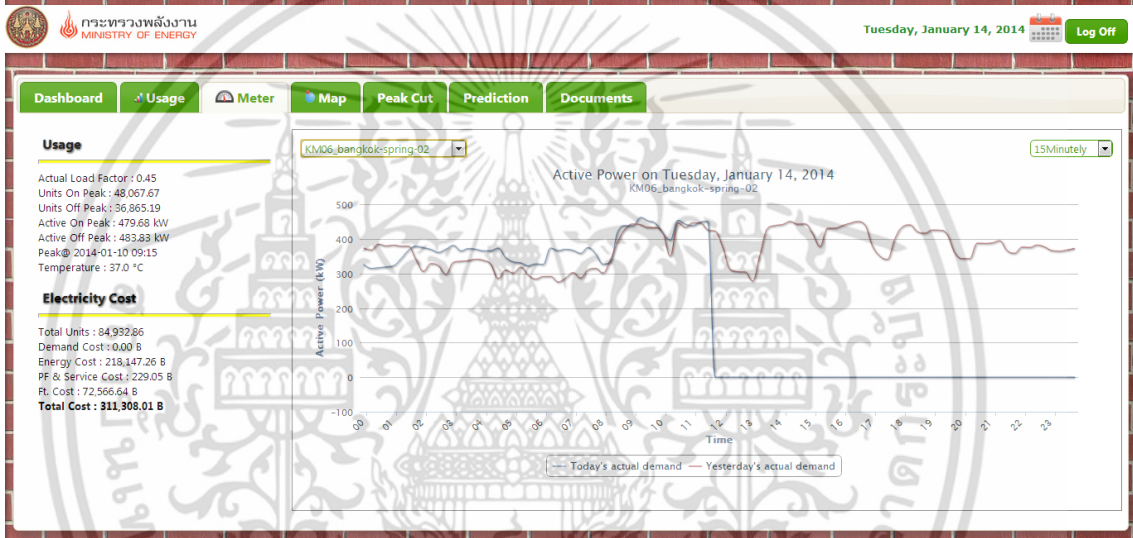 กระทรวงพลังงาน
MINISTRY OF ENERGY
Tuesday, January 14, 2014
Log Off
Dashboard
Usage
Meter
Map
Peak Cut
Prediction
Documents
Usage
Actual Load Factor : 0.45
Units On Peak : 48,067.67
Units Off Peak : 36,865.19
Active On Peak : 479.68 kW
Active Off Peak : 483.83 kW
Peak@ 2014-01-10 09:15
Temperature : 37.0 °C
Electricity Cost
Total Units : 84,932.86
Demand Cost : 0.00 B
Energy Cost : 218,147.26 B
PF & Service Cost : 229.05 B
Ft. Cost : 72,566.64 B
Total Cost : 311,308.01 B
KM06_bangkok-spring-02
15Minutely
Active Power on Tuesday, January 14, 2014
KM06_bangkok-spring-02
Active Power (kW)
500
400
300
200
100
0
-100
00 01 02 03 04 05 06 07 08 09 10 11 12 13 14 15 16 17 18 19 20 21 22 23
Time
Today's actual demand
Yesterday's actual demand